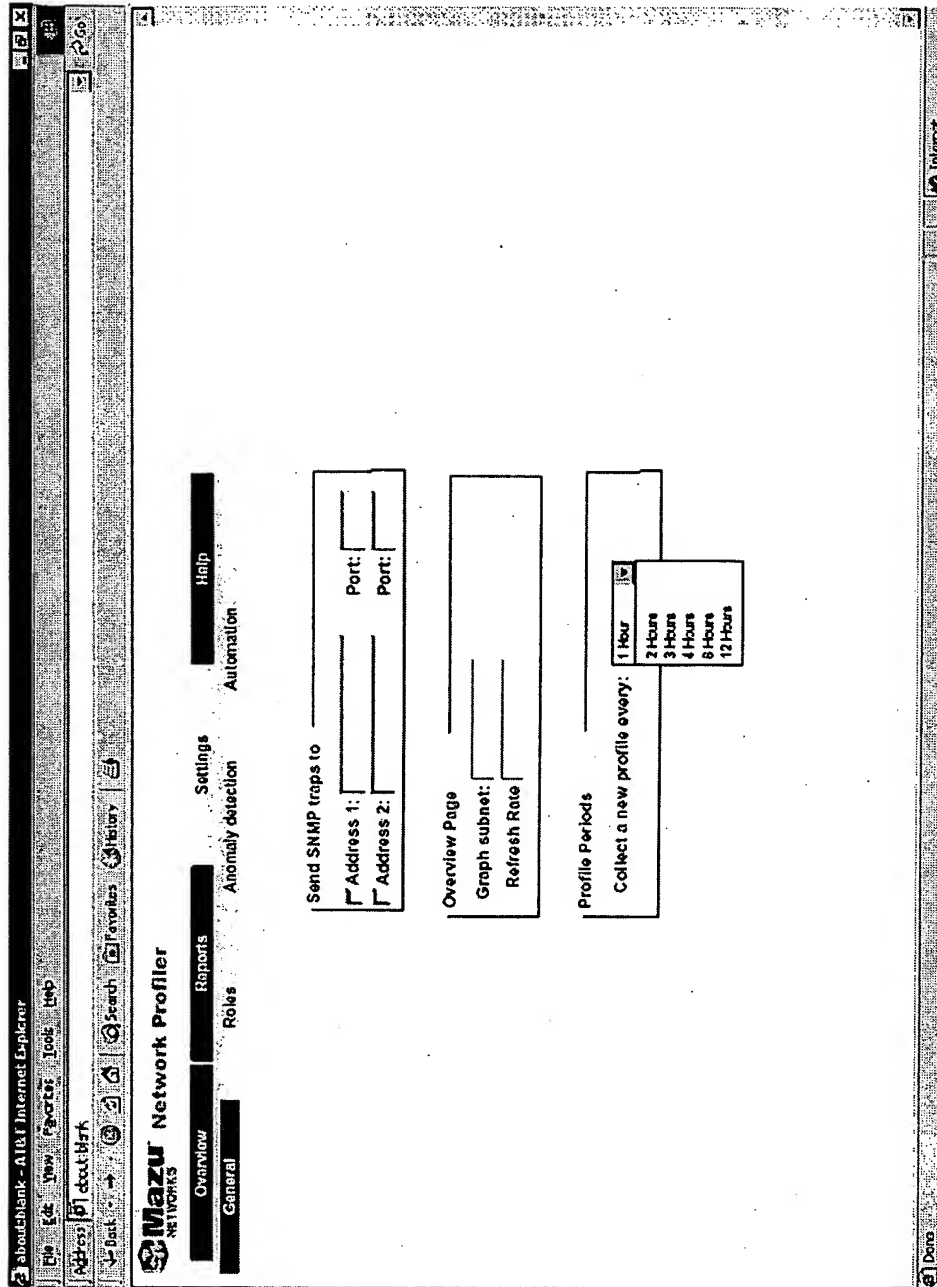 about:blank - AT&T Internet Explorer
File Edit View Favorites Tools Help
Address about:blank Go
Back Search Favorites History
Mazu Network Profiler
NETWORKS
Overview Reports Settings Help
General Roles Anomaly detection Automation
Send SNMP traps to
Address 1: Port:
Address 2: Port:
Overview Page
Graph subnet:
Refresh Rate
Profile Periods
Collect a new profile every: 1 Hour
2 Hours
3 Hours
4 Hours
6 Hours
12 Hours
Done Internet